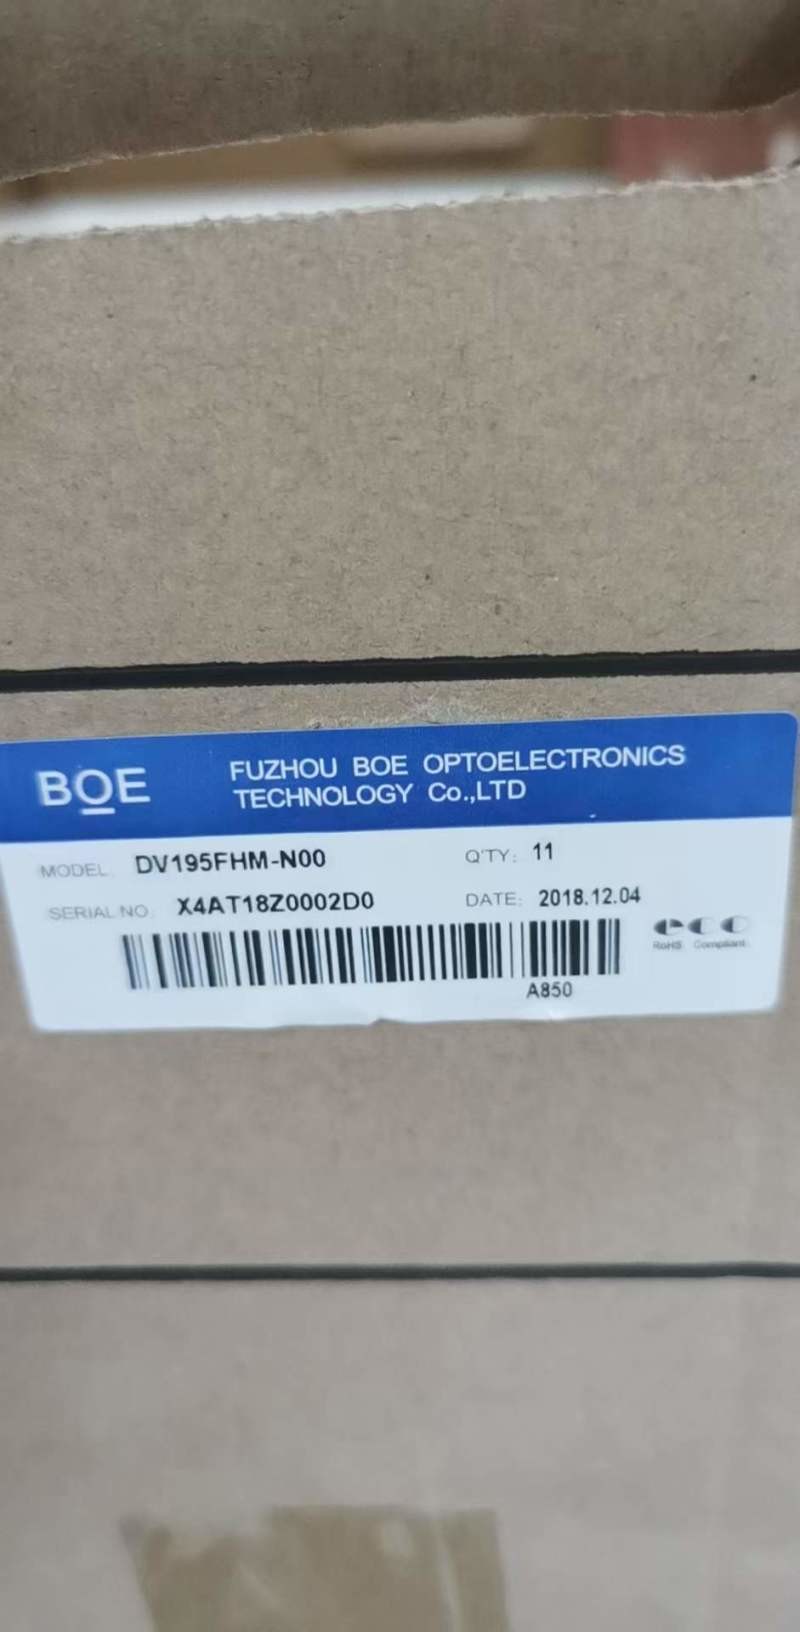 BOE
FUZHOU BOE OPTOELECTRONICS
TECHNOLOGY Co.,LTD
MODEL: DV195FHM-N00
Q'TY: 11
SERIAL NO. X4AT18Z0002D0
DATE: 2018.12.04
eco
RoHS Compliant
A850